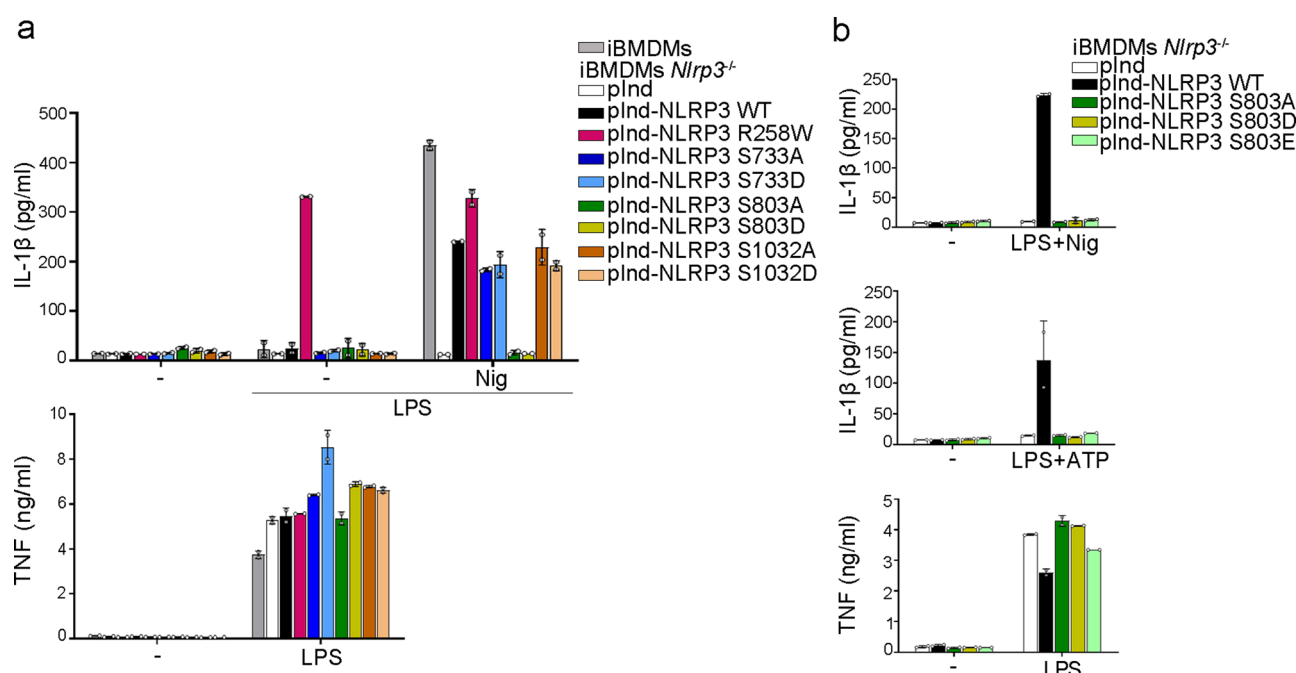 a
iBMDMs
iBMDMs Nlrp3-/-
pInd
pInd-NLRP3 WT
pInd-NLRP3 R258W
pInd-NLRP3 S733A
pInd-NLRP3 S733D
pInd-NLRP3 S803A
pInd-NLRP3 S803D
pInd-NLRP3 S1032A
pInd-NLRP3 S1032D
IL-1β (pg/ml)
500
400
300
200
100
0
- - Nig
LPS
TNF (ng/ml)
10
8
6
4
2
0
- LPS
b
iBMDMs Nlrp3-/-
pInd
pInd-NLRP3 WT
pInd-NLRP3 S803A
pInd-NLRP3 S803D
pInd-NLRP3 S803E
IL-1β (pg/ml)
250
200
150
100
50
0
- LPS+Nig
IL-1β (pg/ml)
250
200
150
100
50
0
- LPS+ATP
TNF (ng/ml)
5
4
3
2
1
0
- LPS